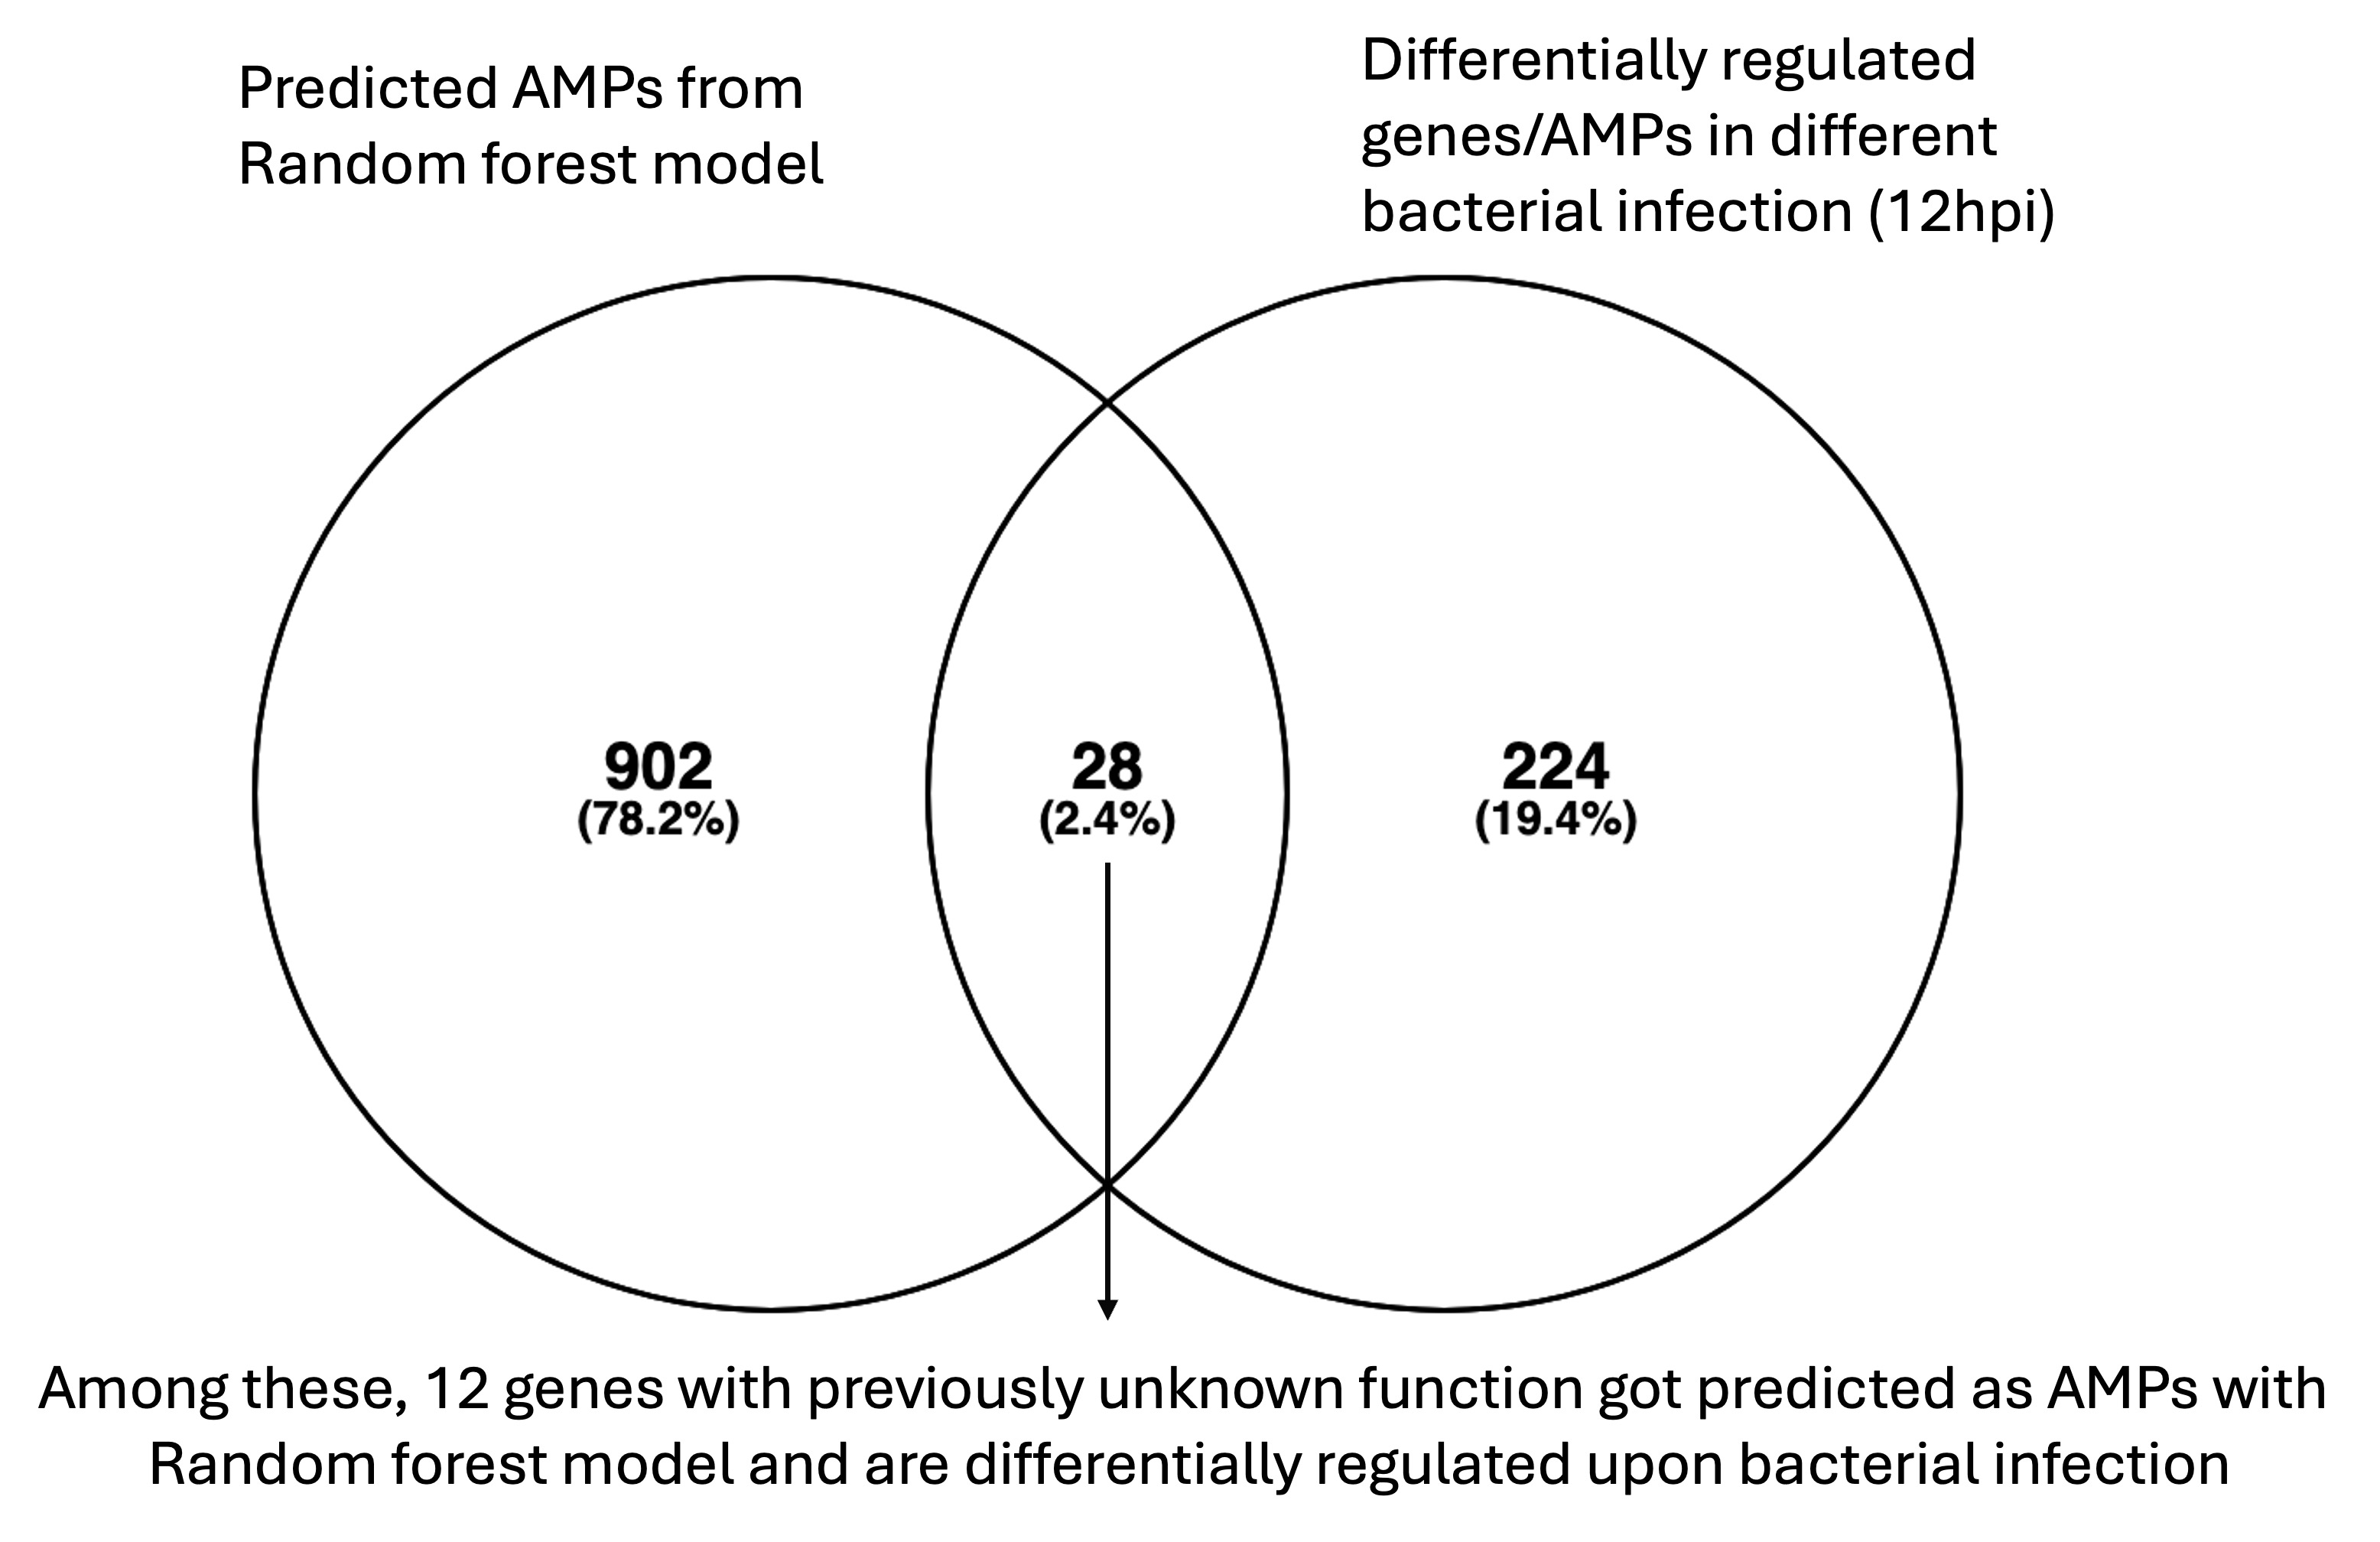 Predicted AMPs from
Random forest model
Differentially regulated
genes/AMPs in different
bacterial infection (12hpi)
902
(78.2%)
28
(2.4%)
224
(19.4%)
Among these, 12 genes with previously unknown function got predicted as AMPs with
Random forest model and are differentially regulated upon bacterial infection